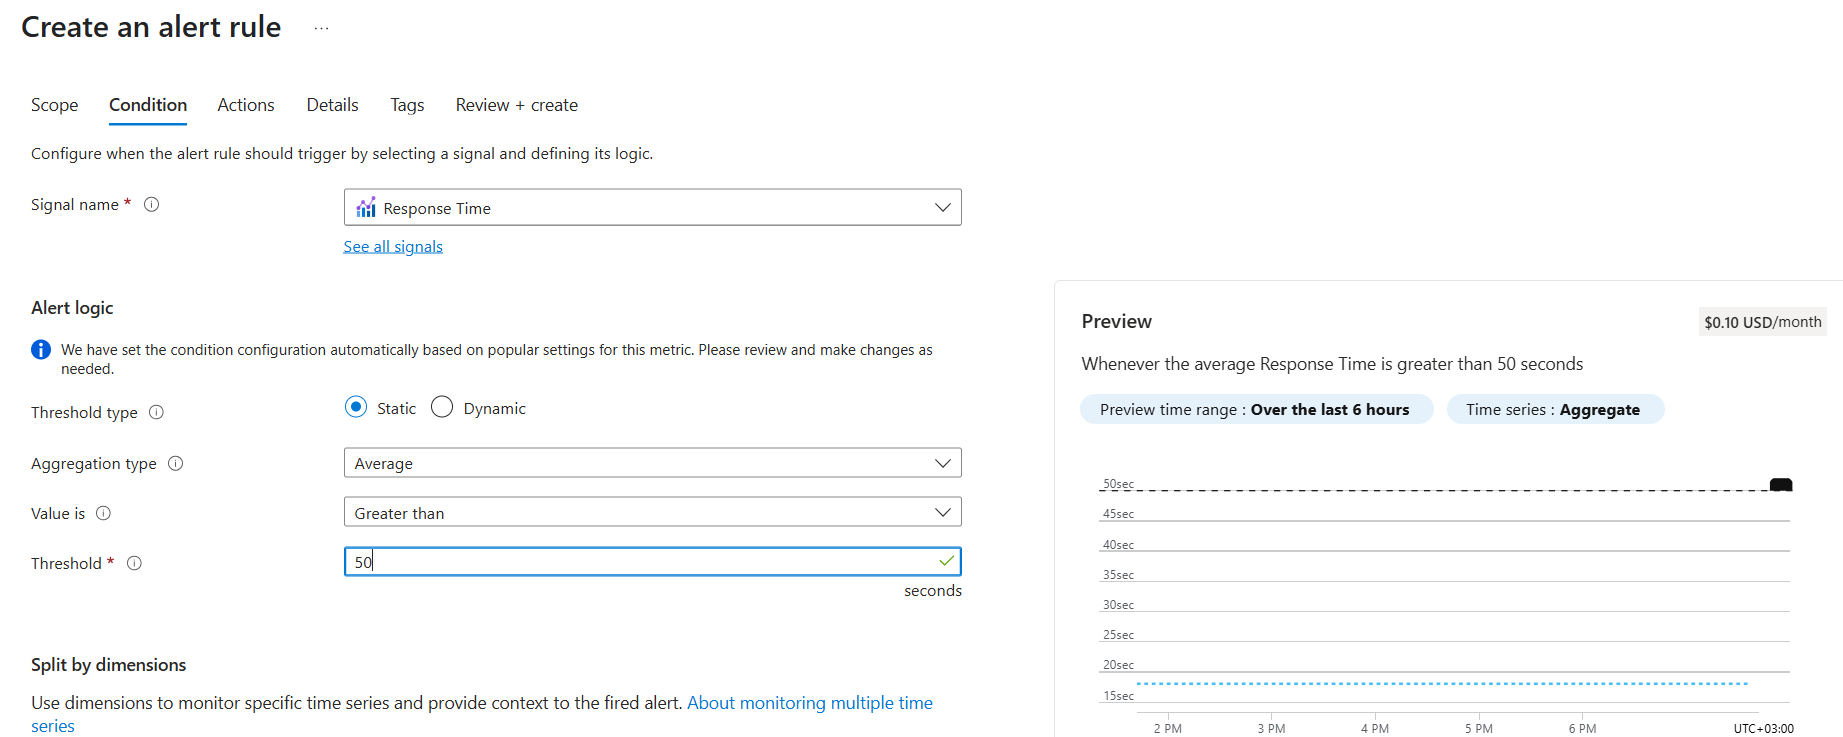 Create an alert rule ...
Scope Condition Actions Details Tags Review + create
Configure when the alert rule should trigger by selecting a signal and defining its logic.
Signal name *
Response Time
See all signals
Alert logic
We have set the condition configuration automatically based on popular settings for this metric. Please review and make changes as
needed.
Threshold type
Static Dynamic
Aggregation type
Average
Value is
Greater than
Threshold *
50
seconds
Split by dimensions
Use dimensions to monitor specific time series and provide context to the fired alert. About monitoring multiple time
series
Preview
$0.10 USD/month
Whenever the average Response Time is greater than 50 seconds
Preview time range : Over the last 6 hours
Time series : Aggregate
50sec
45sec
40sec
35sec
30sec
25sec
20sec
15sec
2 PM 3 PM 4 PM 5 PM 6 PM UTC+03:00